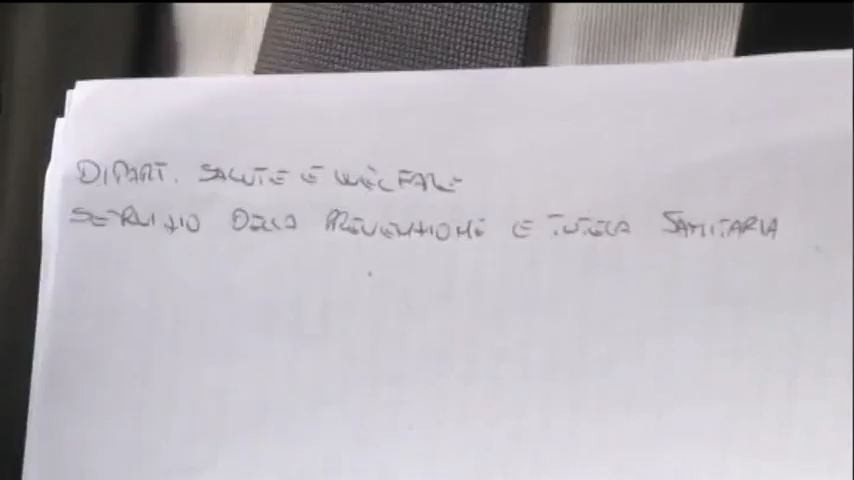 DIPART. SALUTE E WELFARE
SERVIZIO DELLA PREVENZIONE E TUTELA SANITARIA